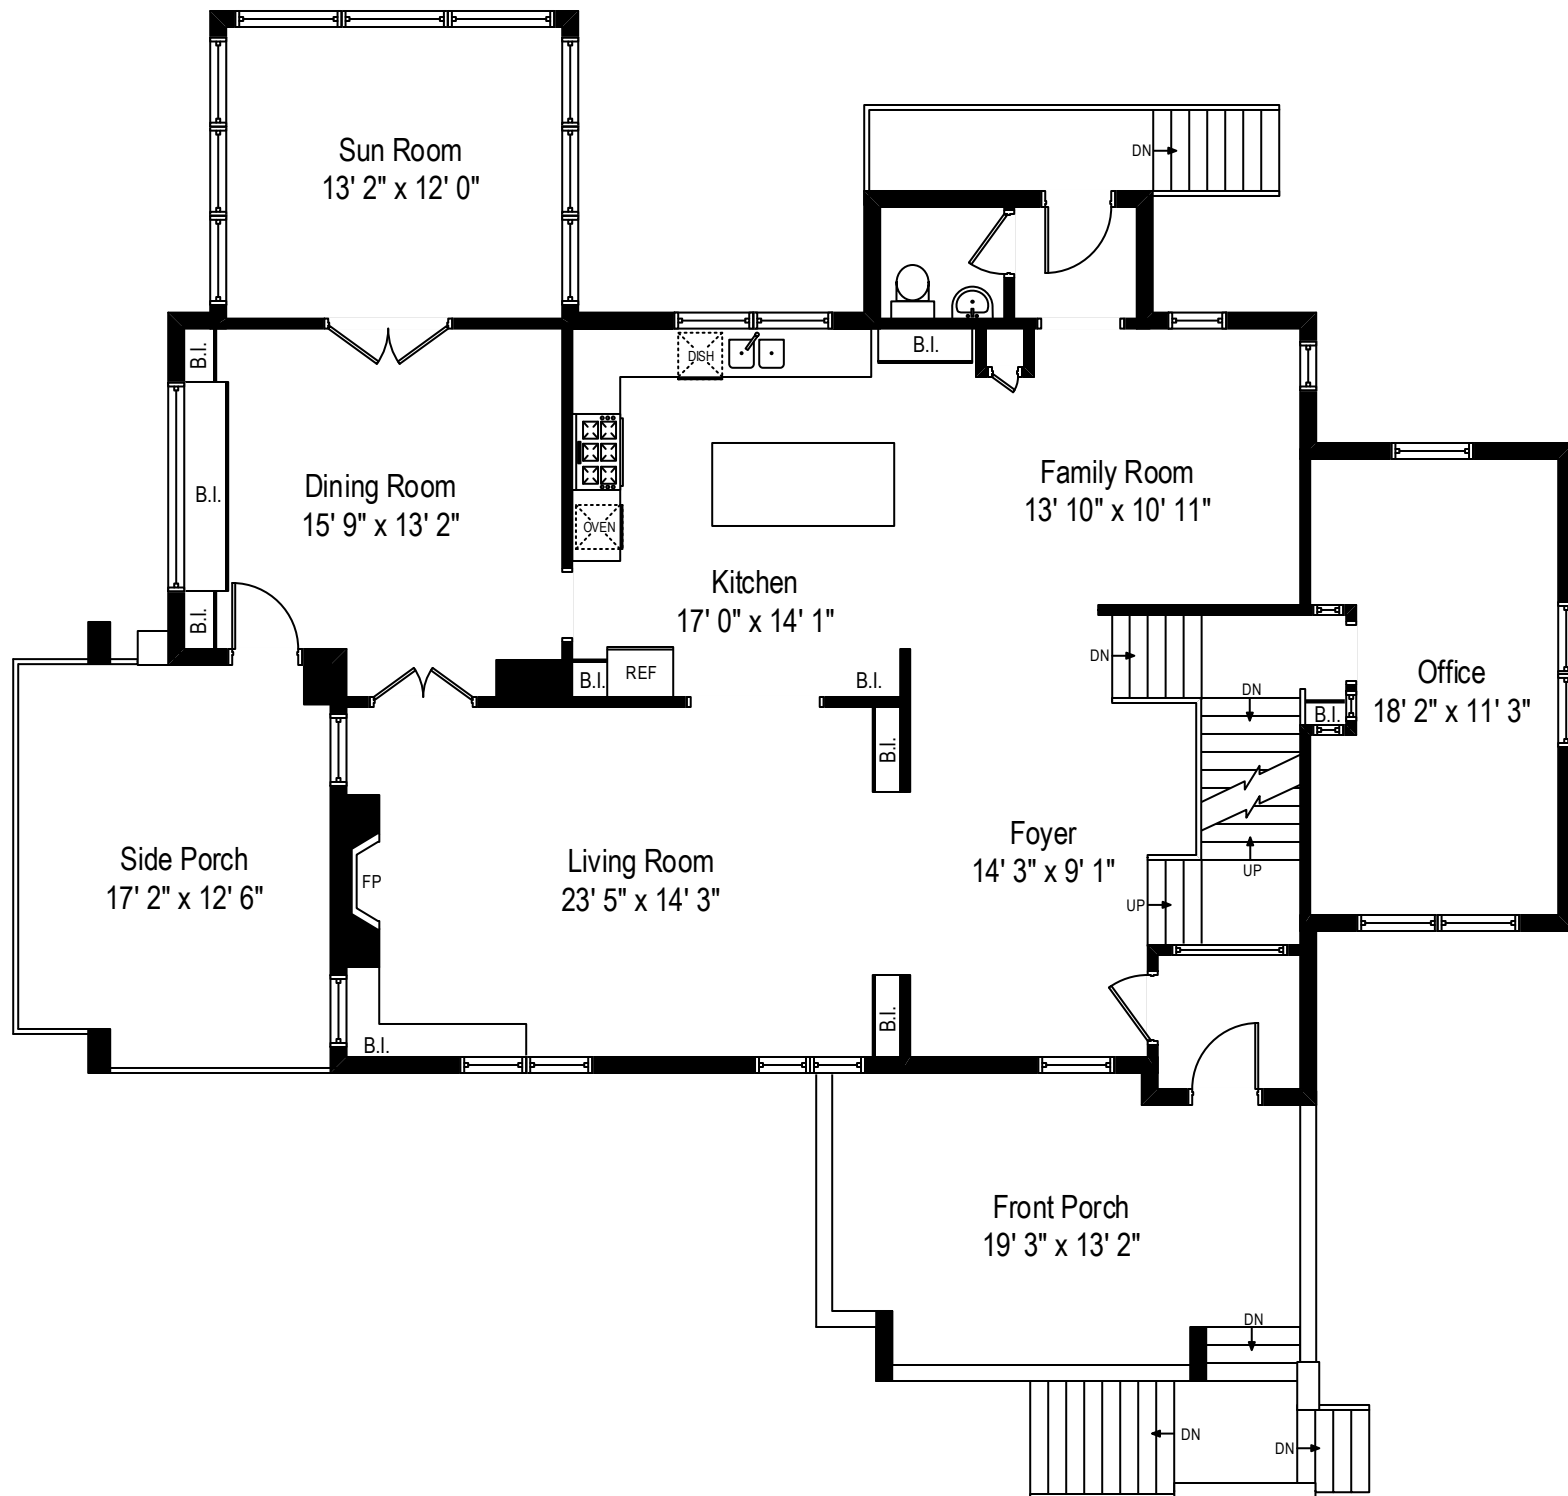 Sun Room
13' 2" x 12' 0"
DN
B.I.
DISH
B.I.
B.I.
Dining Room
15' 9" x 13' 2"
OVEN
Family Room
13' 10" x 10' 11"
Kitchen
17' 0" x 14' 1"
B.I.
B.I.
REF
B.I.
DN
DN
Office
18' 2" x 11' 3"
B.I.
B.I.
Side Porch
17' 2" x 12' 6"
FP
Living Room
23' 5" x 14' 3"
Foyer
14' 3" x 9' 1"
UP
UP
B.I.
B.I.
Front Porch
19' 3" x 13' 2"
DN
DN
DN